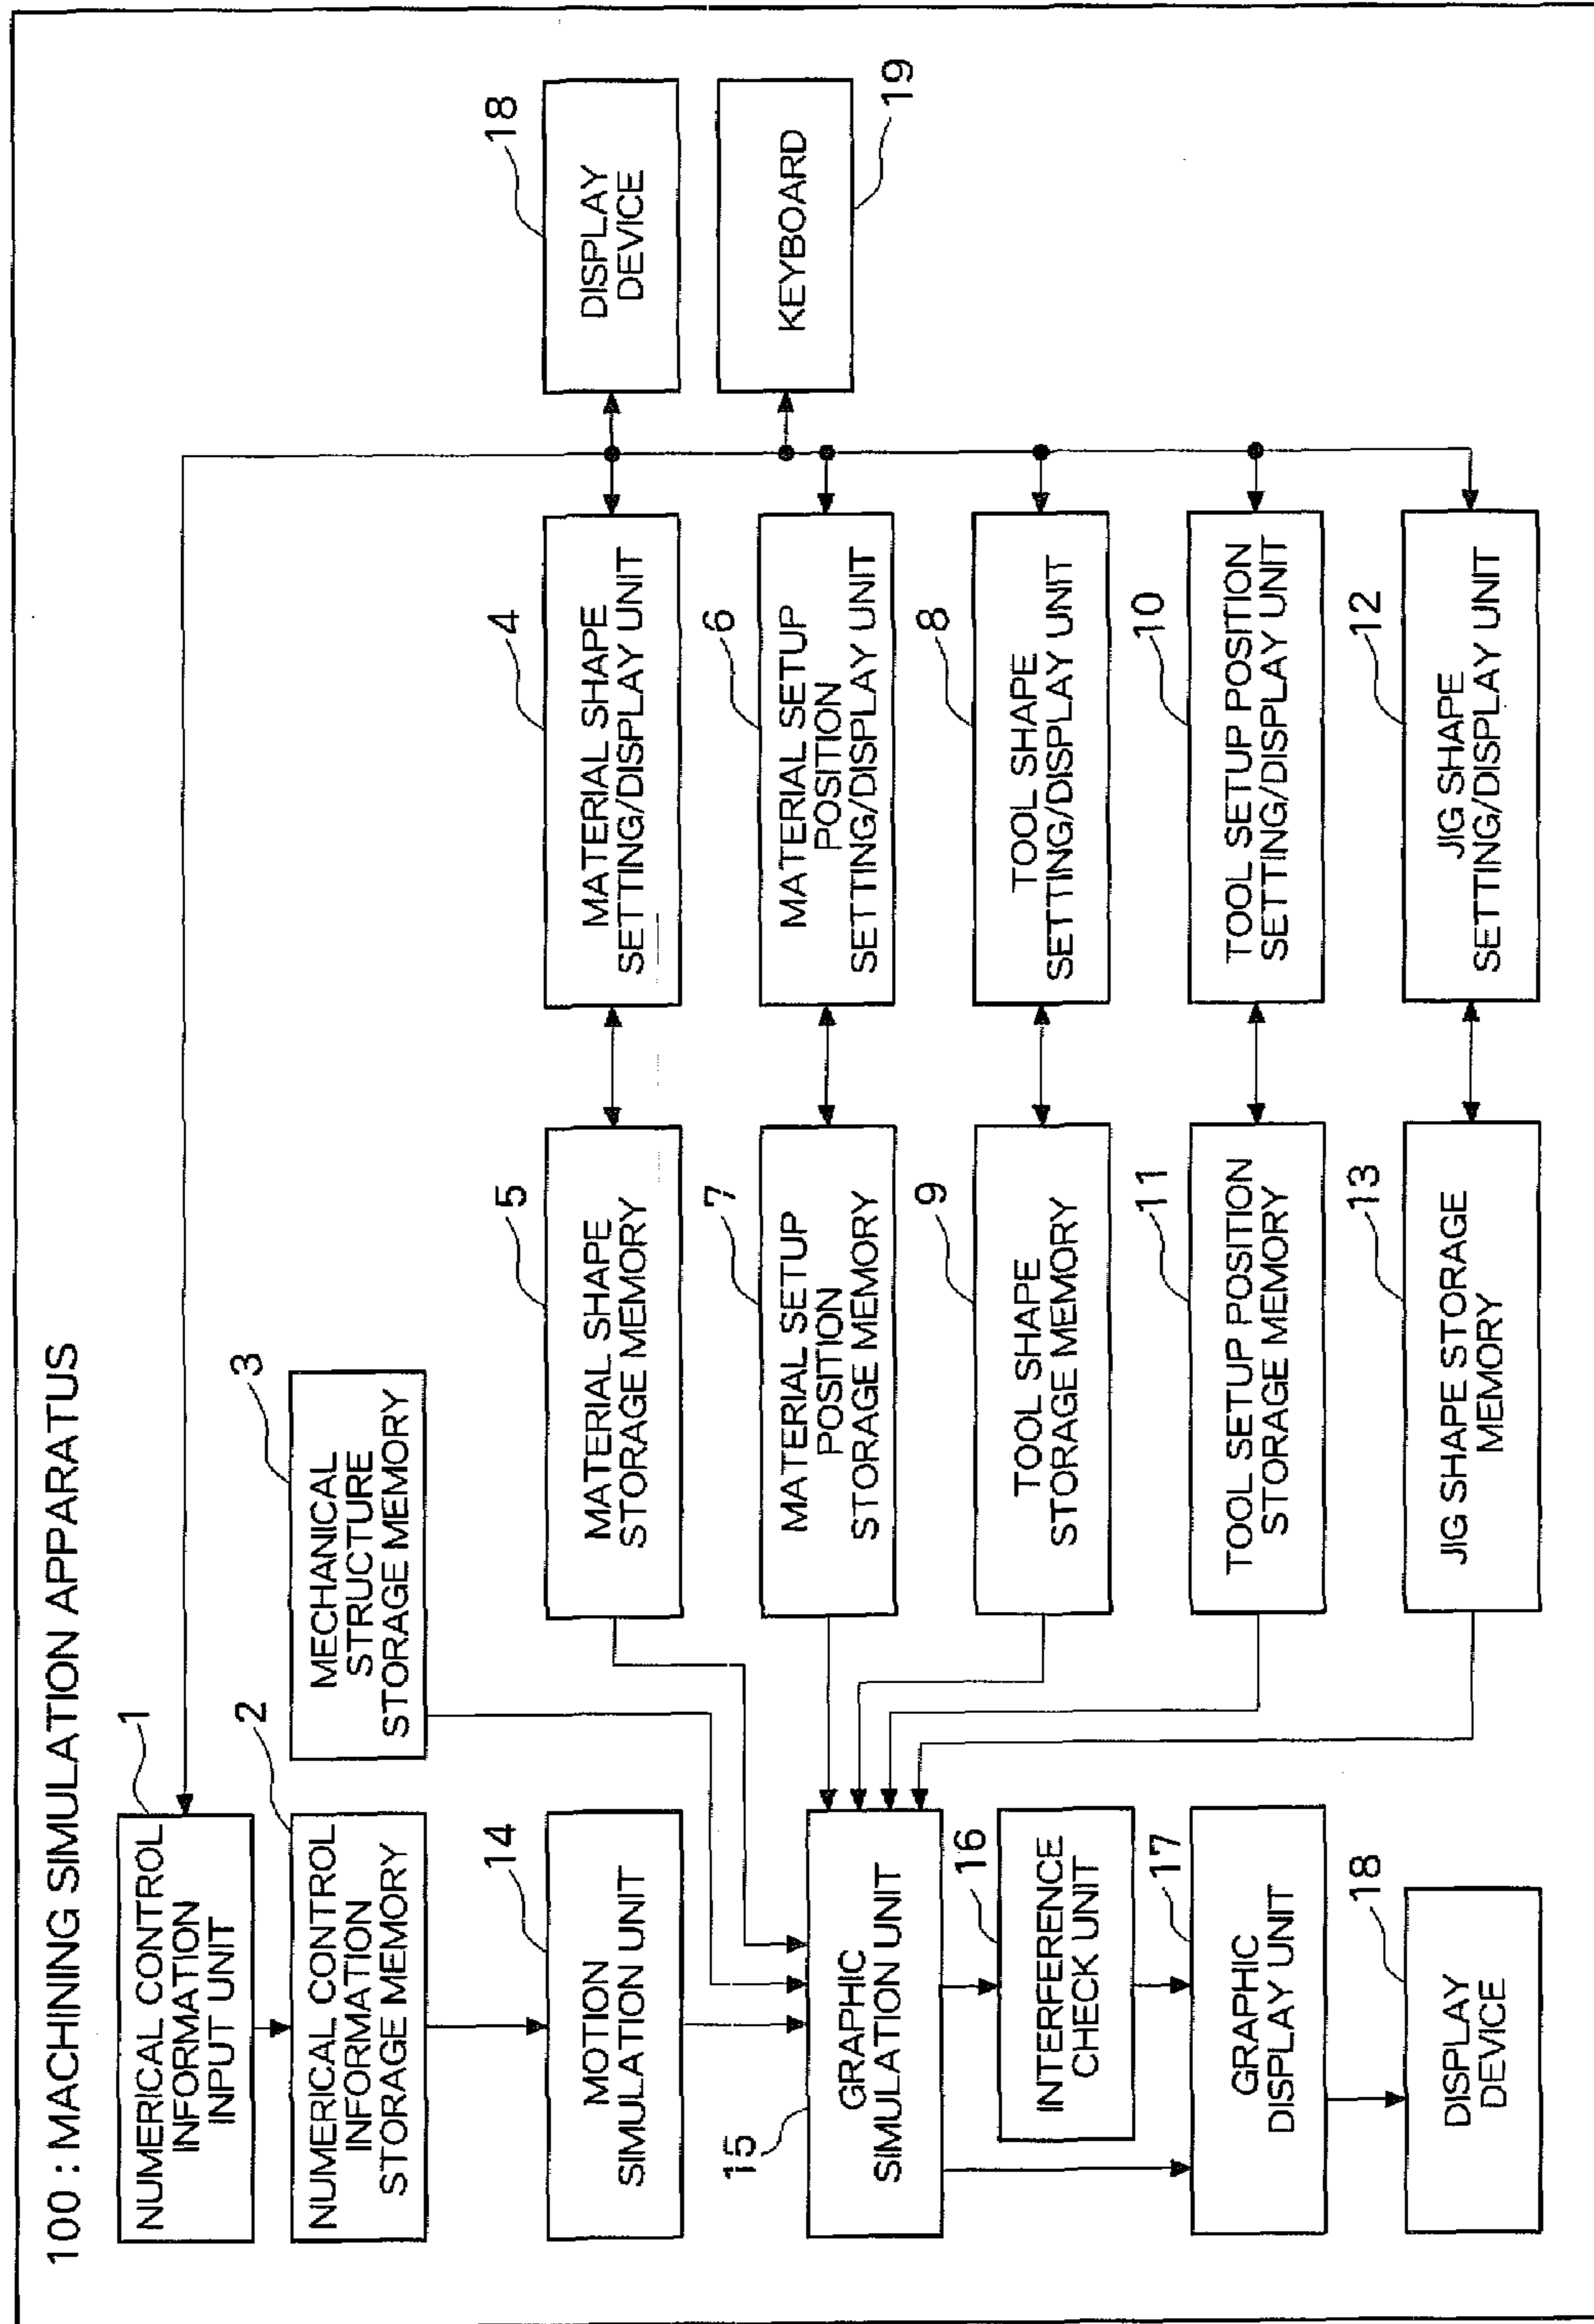 100 : MACHINING SIMULATION APPARATUS
1
NUMERICAL CONTROL
INFORMATION
INPUT UNIT
2
NUMERICAL CONTROL
INFORMATION
STORAGE MEMORY
3
MECHANICAL
STRUCTURE
STORAGE MEMORY
14
MOTION
SIMULATION UNIT
15
GRAPHIC
SIMULATION UNIT
16
INTERFERENCE
CHECK UNIT
17
GRAPHIC
DISPLAY UNIT
18
DISPLAY
DEVICE
5
MATERIAL SHAPE
STORAGE MEMORY
7
MATERIAL SETUP
POSITION
STORAGE MEMORY
9
TOOL SHAPE
STORAGE MEMORY
11
TOOL SETUP POSITION
STORAGE MEMORY
13
JIG SHAPE STORAGE
MEMORY
4
MATERIAL SHAPE
SETTING/DISPLAY UNIT
6
MATERIAL SETUP
POSITION
SETTING/DISPLAY UNIT
8
TOOL SHAPE
SETTING/DISPLAY UNIT
10
TOOL SETUP POSITION
SETTING/DISPLAY UNIT
12
JIG SHAPE
SETTING/DISPLAY UNIT
18
DISPLAY
DEVICE
KEYBOARD
19